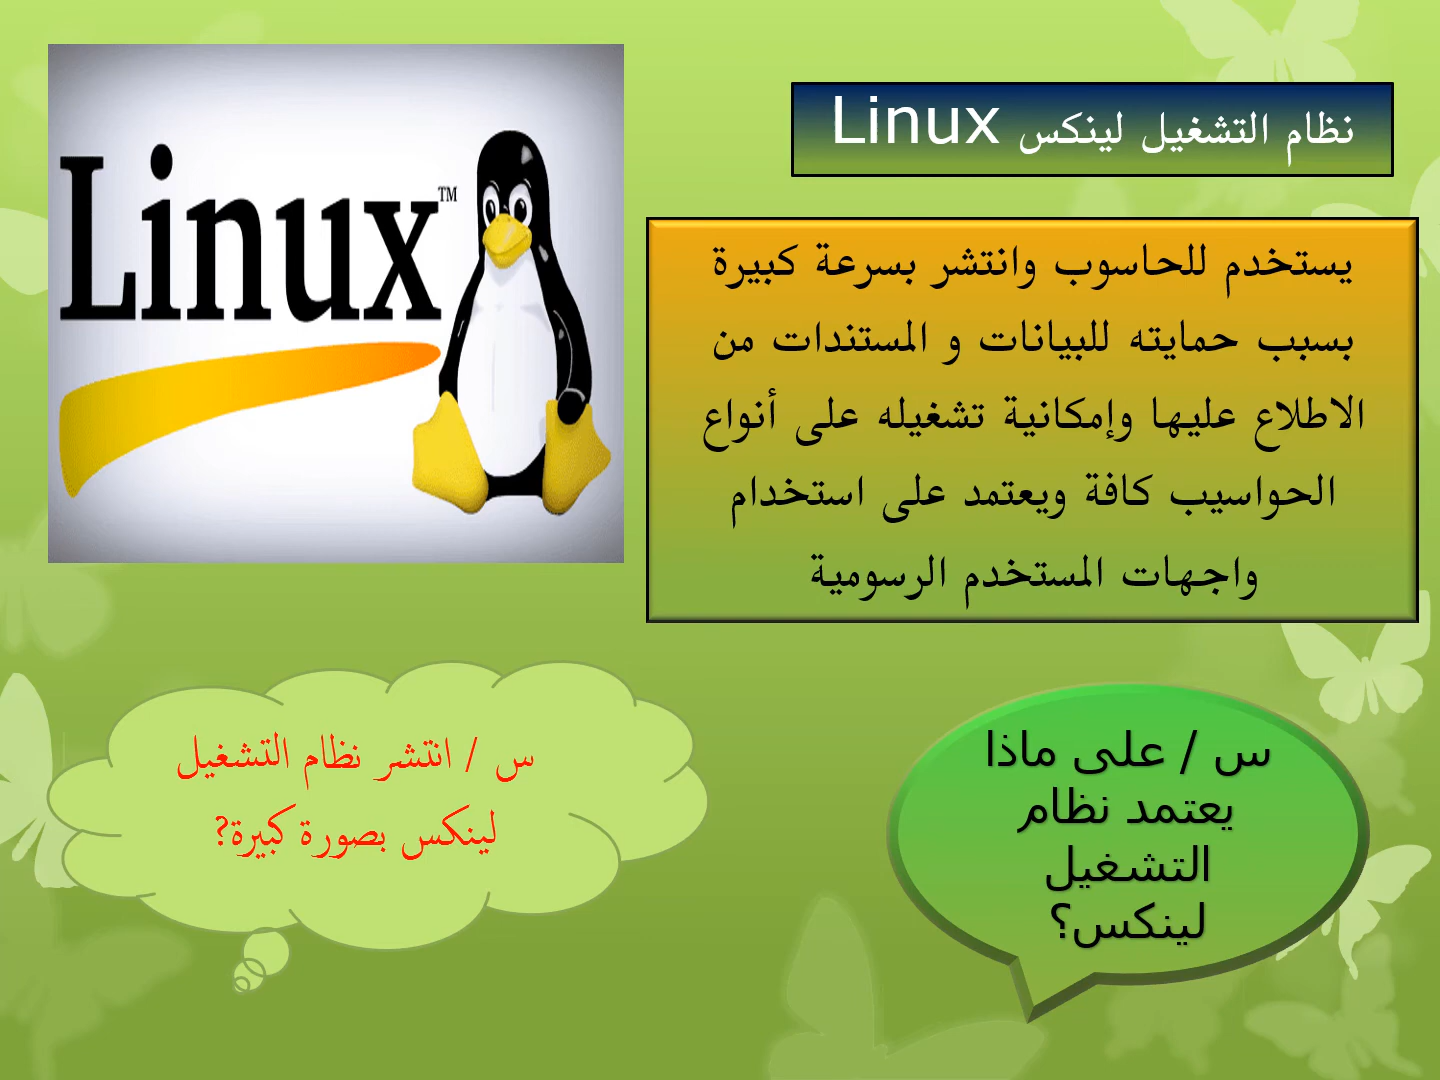 نظام التشغيل لينكس Linux
Linux™
يستخدم للحاسوب وانتشر بسرعة كبيرة
بسبب حمايته للبيانات و المستندات من
الاطلاع عليها وإمكانية تشغيله على أنواع
الحواسيب كافة ويعتمد على استخدام
واجهات المستخدم الرسومية
س / على ماذا
يعتمد نظام
التشغيل
لينكس؟
س / انتشر نظام التشغيل
لينكس بصورة كبيرة?